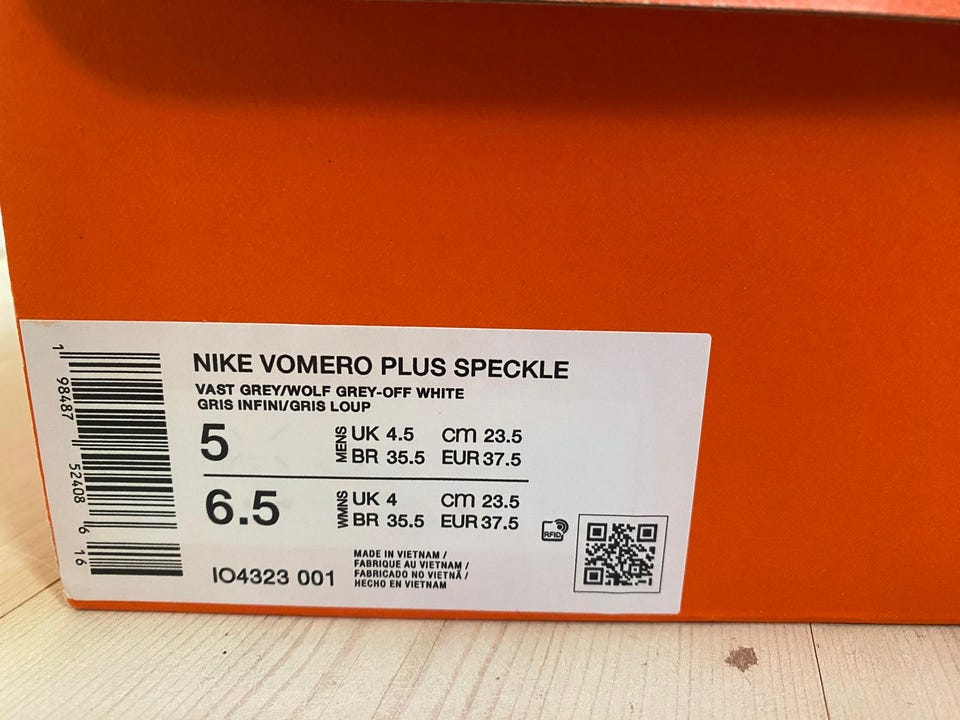 NIKE VOMERO PLUS SPECKLE
VAST GREY/WOLF GREY-OFF WHITE
GRIS INFINI/GRIS LOUP
5 MENS UK 4.5 cm 23.5
BR 35.5 EUR 37.5
6.5 WMNS UK 4 cm 23.5
BR 35.5 EUR 37.5
RFID
IO4323 001
MADE IN VIETNAM /
FABRIQUE AU VIETNAM /
FABRICADO NO VIETNÃ /
HECHO EN VIETNAM
1 98487 52408 6 16